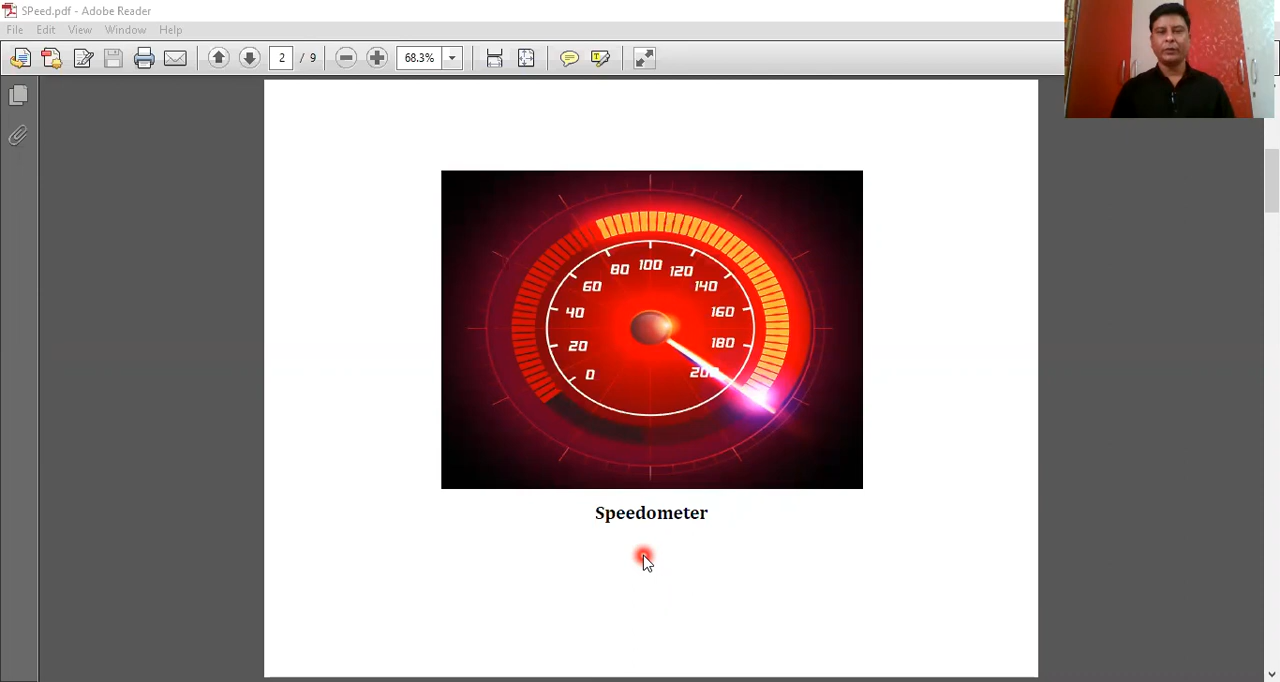 SPeed.pdf - Adobe Reader
File Edit View Window Help
2 / 9 68.3%
100
80 120
60 140
40 160
20 180
0 200
Speedometer